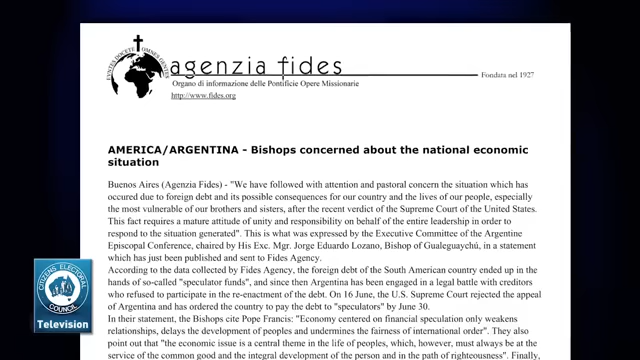 EUNTES DOCETE OMNES GENTES
agenzia fides
Fondata nel 1927
Organo di informazione delle Pontificie Opere Missionarie
http://www.fides.org
AMERICA/ARGENTINA - Bishops concerned about the national economic
situation
Buenos Aires (Agenzia Fides) - "We have followed with attention and pastoral concern the situation which has
occured due to foreign debt and its possible consequences for our country and the lives of our people, especially
the most vulnerable of our brothers and sisters, after the recent verdict of the Supreme Court of the United States.
This fact requires a mature attitude of unity and responsibility on behalf of the entire leadership in order to
respond to the situation generated". This is what was expressed by the Executive Committee of the Argentine
Episcopal Conference, chaired by His Exc. Mgr. Jorge Eduardo Lozano, Bishop of Gualeguaychú, in a statement
which has just been published and sent to Fides Agency.
According to the data collected by Fides Agency, the foreign debt of the South American country ended up in the
hands of so-called "speculator funds", and since then Argentina has been engaged in a legal battle with creditors
who refused to participate in the re-enactment of the debt. On 16 June, the U.S. Supreme Court rejected the appeal
of Argentina and has ordered the country to pay the debt to "speculators" by June 30.
In their statement, the Bishops cite Pope Francis: "Economy centered on financial speculation only weakens
relationships, delays the development of peoples and undermines the fairness of international order". They also
point out that "the economic issue is a central theme in the life of peoples, which, however, must always be at the
service of the common good and the integral development of the person and in the path of righteousness". Finally,
CITIZENS ELECTORAL
COUNCIL
Television